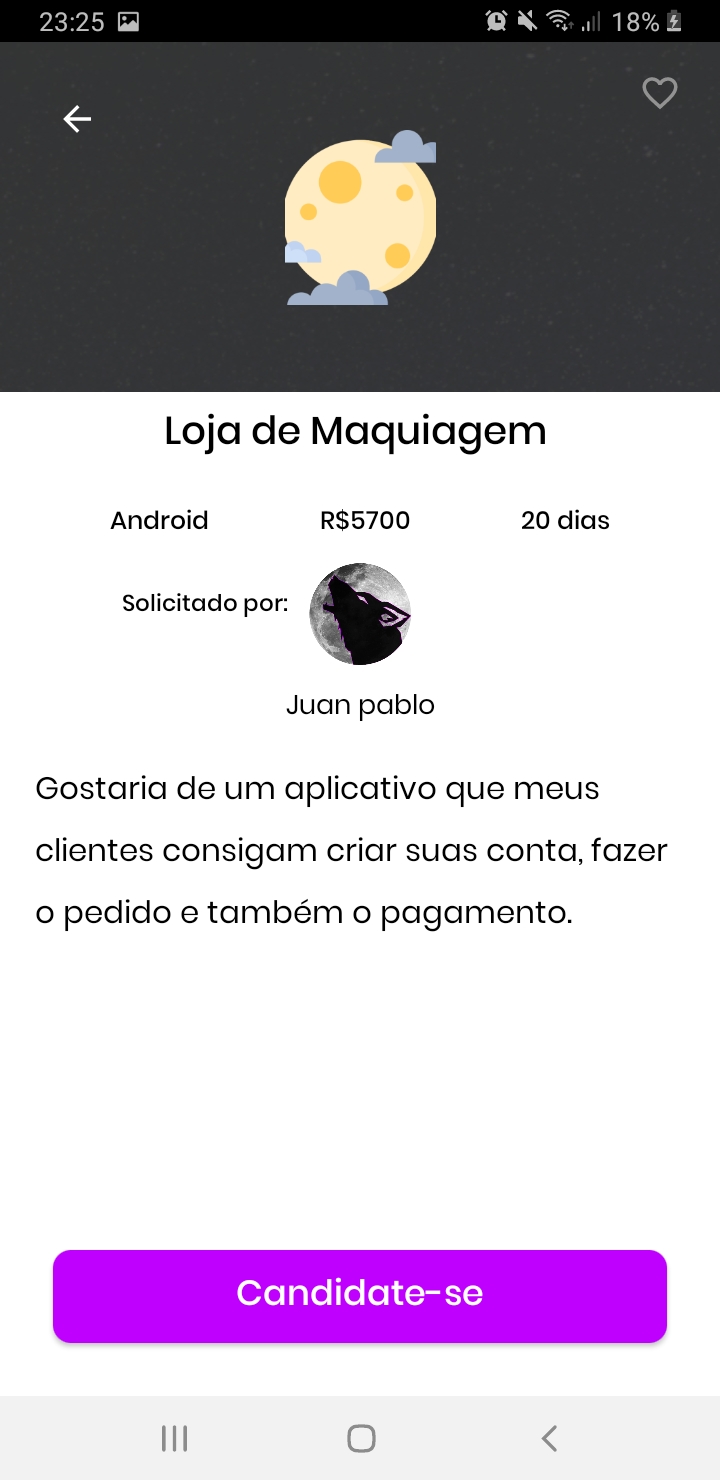 23:25
18%
Loja de Maquiagem
Android R$5700 20 dias
Solicitado por:
Juan pablo
Gostaria de um aplicativo que meus
clientes consigam criar suas conta, fazer
o pedido e também o pagamento.
Candidate-se